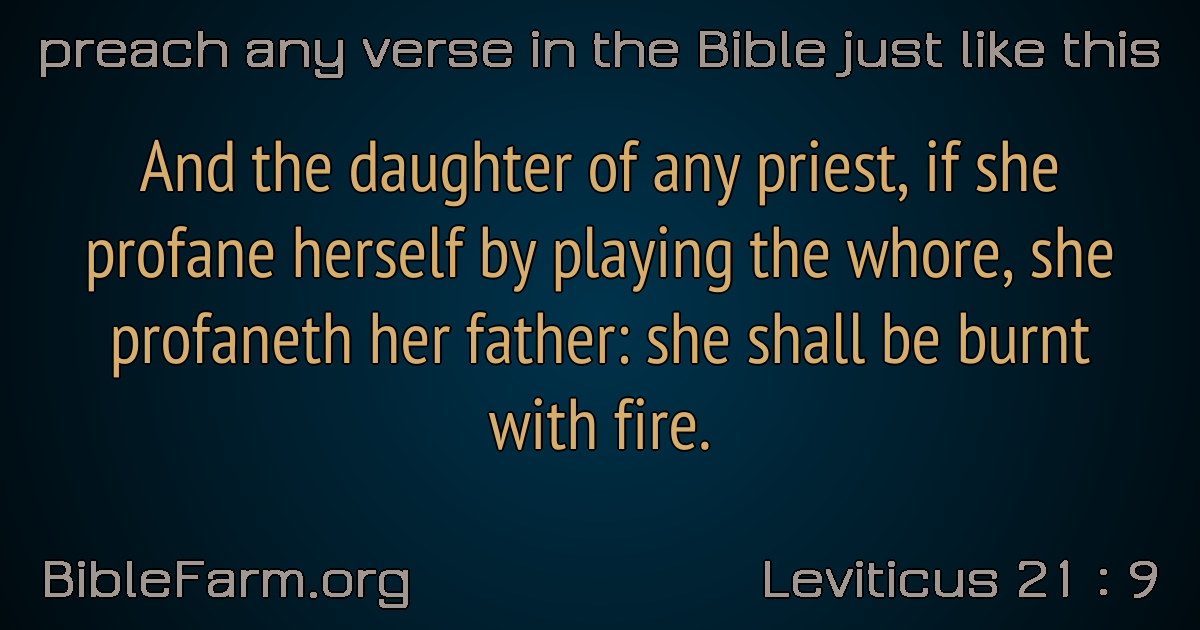 preach any verse in the Bible just like this
And the daughter of any priest, if she
profane herself by playing the whore, she
profaneth her father: she shall be burnt
with fire.
BibleFarm.org
Leviticus 21 : 9